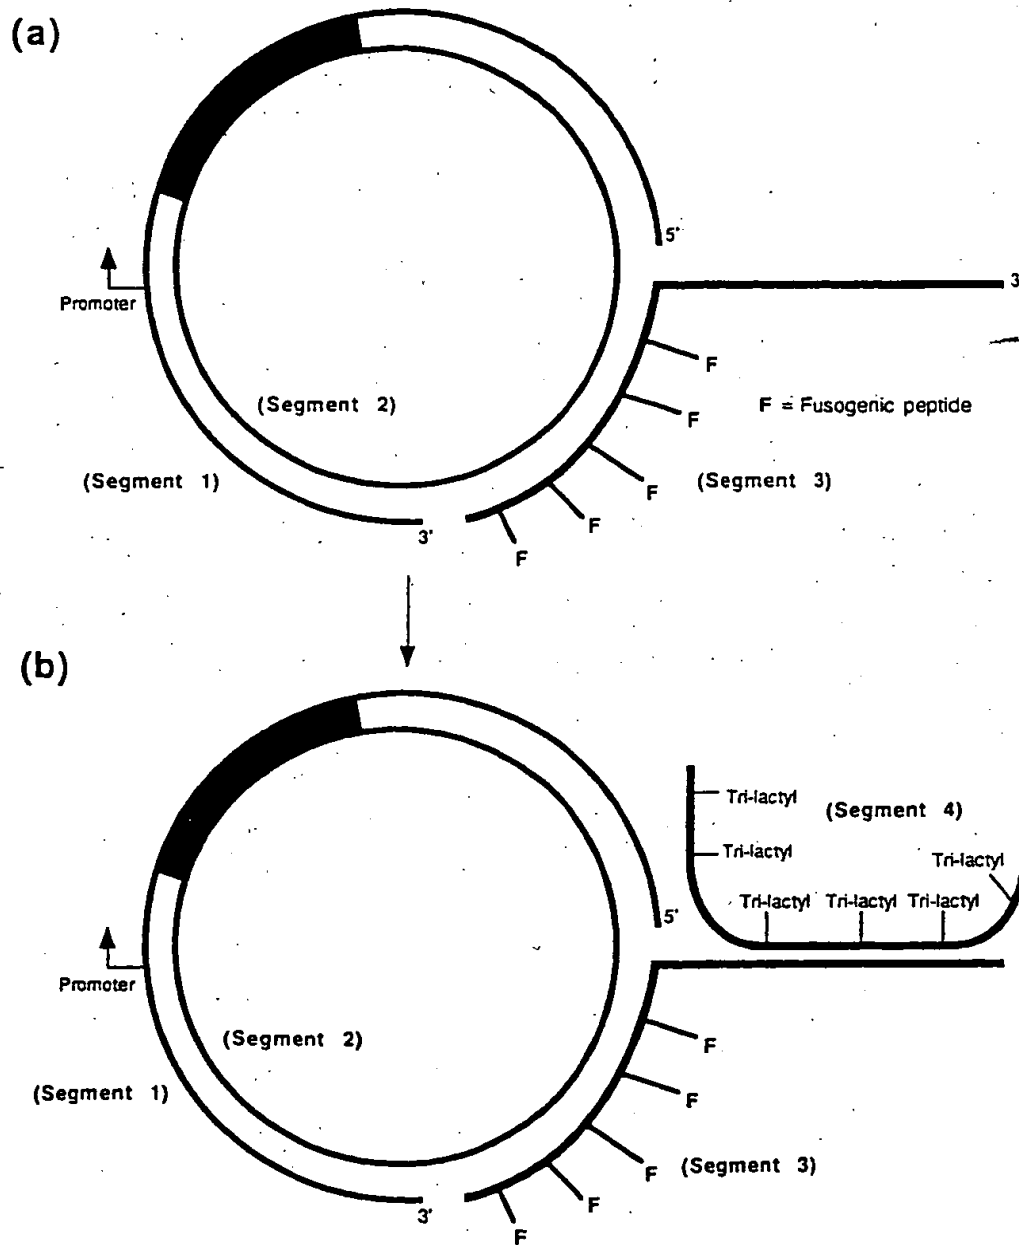 (a)
5'
3
Promoter
F
F
F = Fusogenic peptide
(Segment 2)
(Segment 1)
F
(Segment 3)
F
3'
F
(b)
Tri-lactyl
(Segment 4)
Tri-lactyl
Tri-lactyl
Tri-lactyl
Tri-lactyl
Tri-lactyl
5'
Promoter
F
(Segment 2)
(Segment 1)
F
F
(Segment 3)
F
3'
F